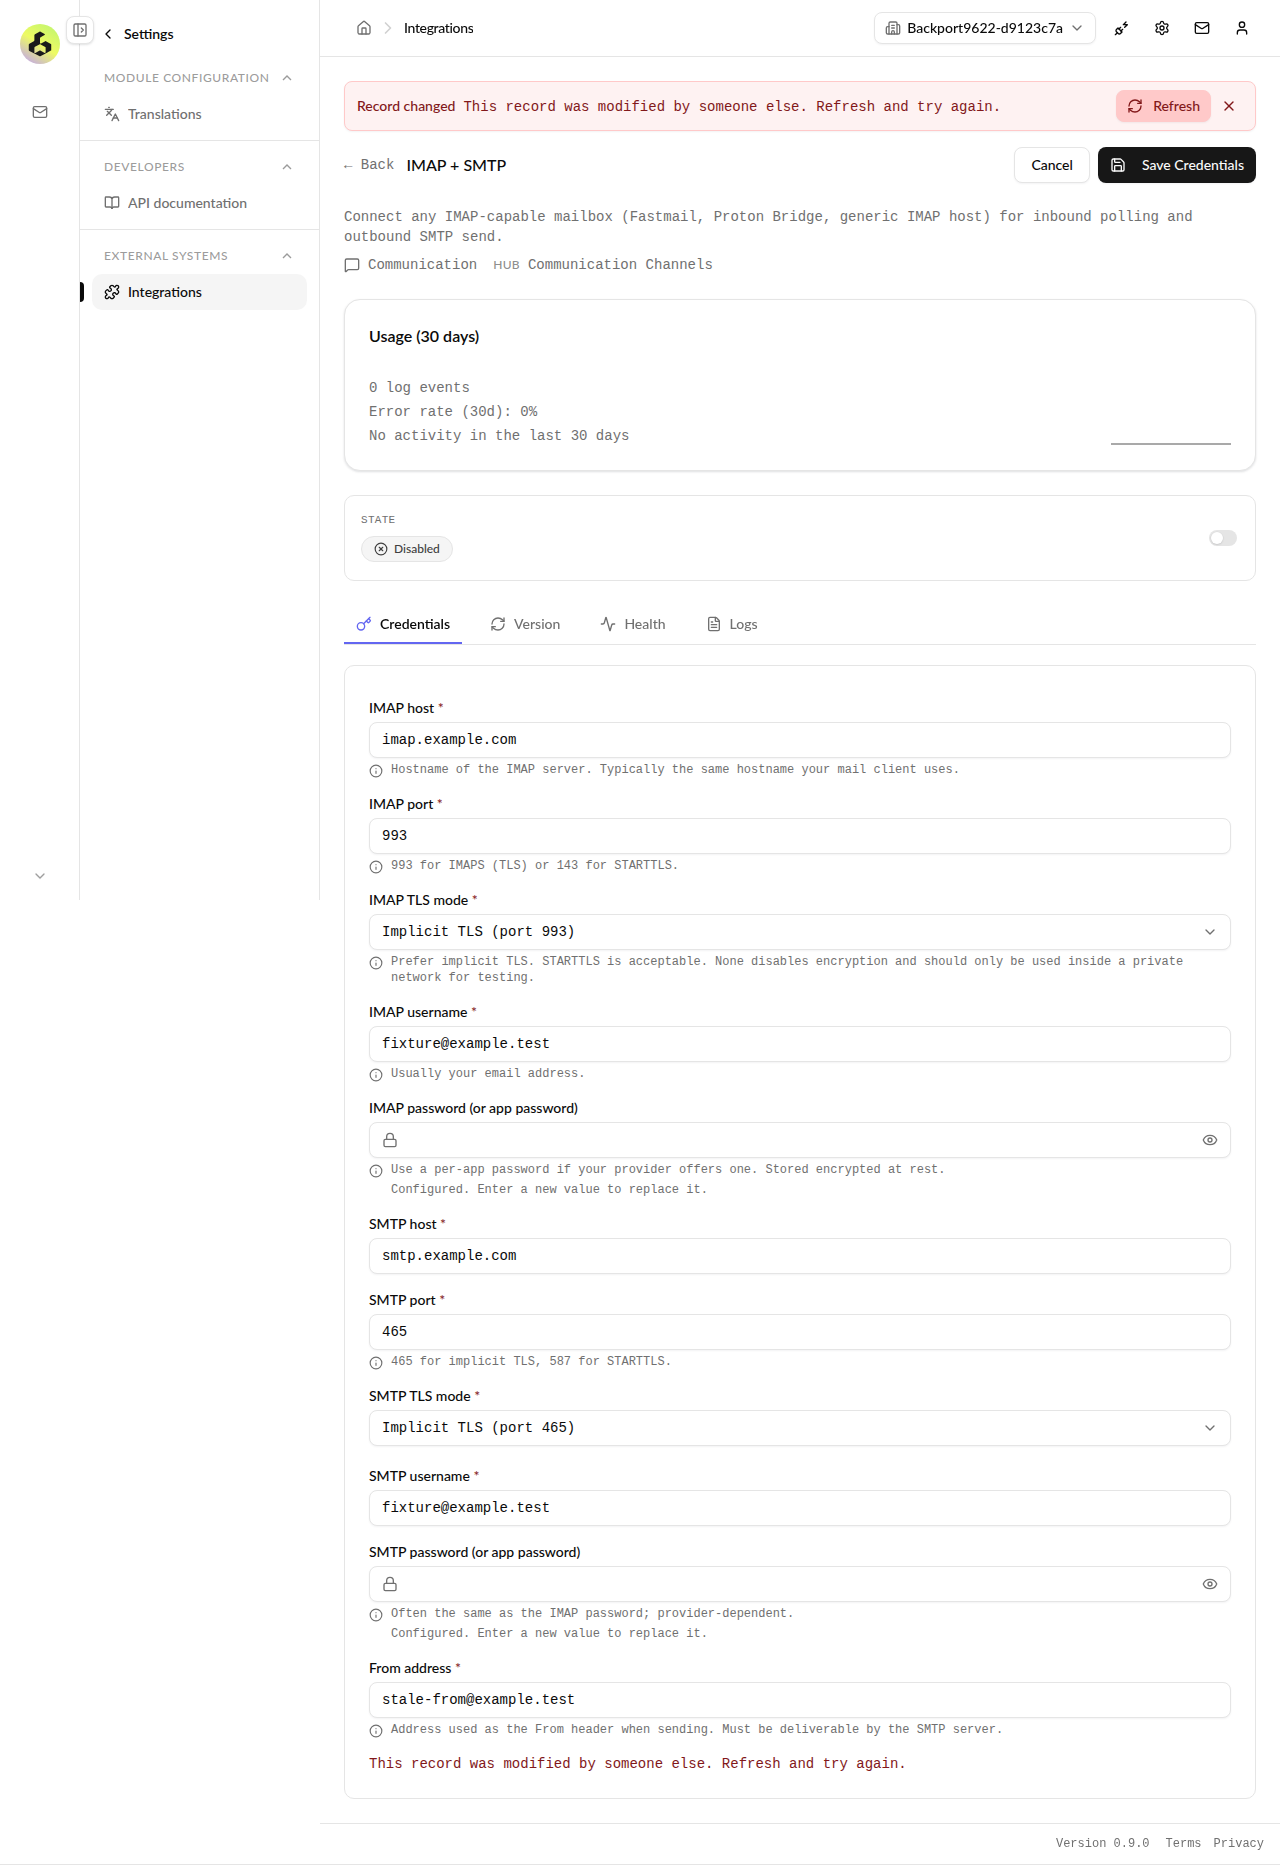 Settings
MODULE CONFIGURATION
Translations
DEVELOPERS
API documentation
EXTERNAL SYSTEMS
Integrations
Integrations
Backport9622-d9123c7a
Record changed This record was modified by someone else. Refresh and try again.
Refresh
← Back IMAP + SMTP
Cancel
Save Credentials
Connect any IMAP-capable mailbox (Fastmail, Proton Bridge, generic IMAP host) for inbound polling and
outbound SMTP send.
Communication HUB Communication Channels
Usage (30 days)
0 log events
Error rate (30d): 0%
No activity in the last 30 days
STATE
Disabled
Credentials
Version
Health
Logs
IMAP host *
imap.example.com
Hostname of the IMAP server. Typically the same hostname your mail client uses.
IMAP port *
993
993 for IMAPS (TLS) or 143 for STARTTLS.
IMAP TLS mode *
Implicit TLS (port 993)
Prefer implicit TLS. STARTTLS is acceptable. None disables encryption and should only be used inside a private
network for testing.
IMAP username *
fixture@example.test
Usually your email address.
IMAP password (or app password)
Use a per-app password if your provider offers one. Stored encrypted at rest.
Configured. Enter a new value to replace it.
SMTP host *
smtp.example.com
SMTP port *
465
465 for implicit TLS, 587 for STARTTLS.
SMTP TLS mode *
Implicit TLS (port 465)
SMTP username *
fixture@example.test
SMTP password (or app password)
Often the same as the IMAP password; provider-dependent.
Configured. Enter a new value to replace it.
From address *
stale-from@example.test
Address used as the From header when sending. Must be deliverable by the SMTP server.
This record was modified by someone else. Refresh and try again.
Version 0.9.0 Terms Privacy